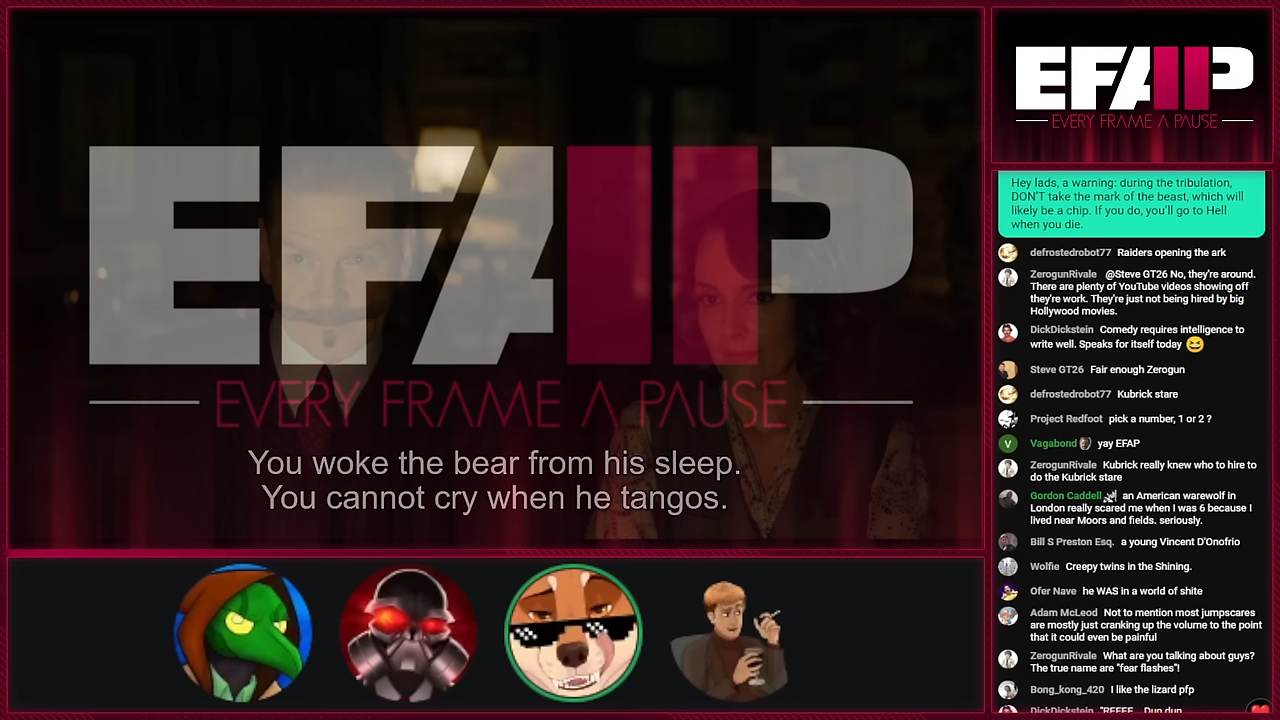 EFAP
EVERY FRAME A PAUSE
You woke the bear from his sleep.
You cannot cry when he tangos.
EFAP
EVERY FRAME A PAUSE
Hey lads, a warning: during the tribulation,
DON'T take the mark of the beast, which will
likely be a chip. If you do, you'll go to Hell
when you die.
defrostedrobot77 Raiders opening the ark
ZerogunRivale @Steve GT26 No, they're around.
There are plenty of YouTube videos showing off
they're work. They're just not being hired by big
Hollywood movies.
DickDickstein Comedy requires intelligence to
write well. Speaks for itself today 😆
Steve GT26 Fair enough Zerogun
defrostedrobot77 Kubrick stare
Project Redfoot pick a number, 1 or 2 ?
V
Vagabond yay EFAP
ZerogunRivale Kubrick really knew who to hire to
do the Kubrick stare
Gordon Caddell an American warewolf in
London really scared me when I was 6 because I
lived near Moors and fields. seriously.
Bill S Preston Esq. a young Vincent D'Onofrio
Wolfie Creepy twins in the Shining.
Ofer Nave he WAS in a world of shite
Adam McLeod Not to mention most jumpscares
are mostly just cranking up the volume to the point
that it could even be painful
ZerogunRivale What are you talking about guys?
The true name are "fear flashes"!
Bong_kong_420 I like the lizard pfp
DickDickstein "REEEE... Dun dun